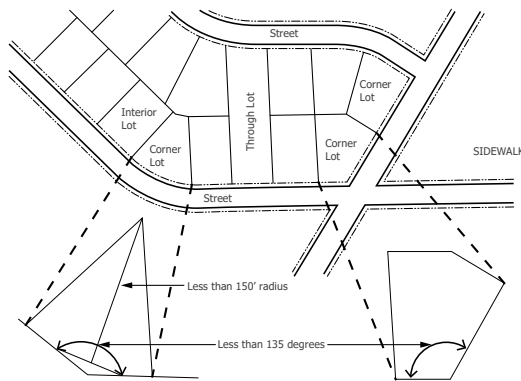 Street
Corner
Lot
Interior
Lot
Through Lot
Corner
Lot
Corner
Lot
SIDEWALK
Street
Less than 150' radius
Less than 135 degrees